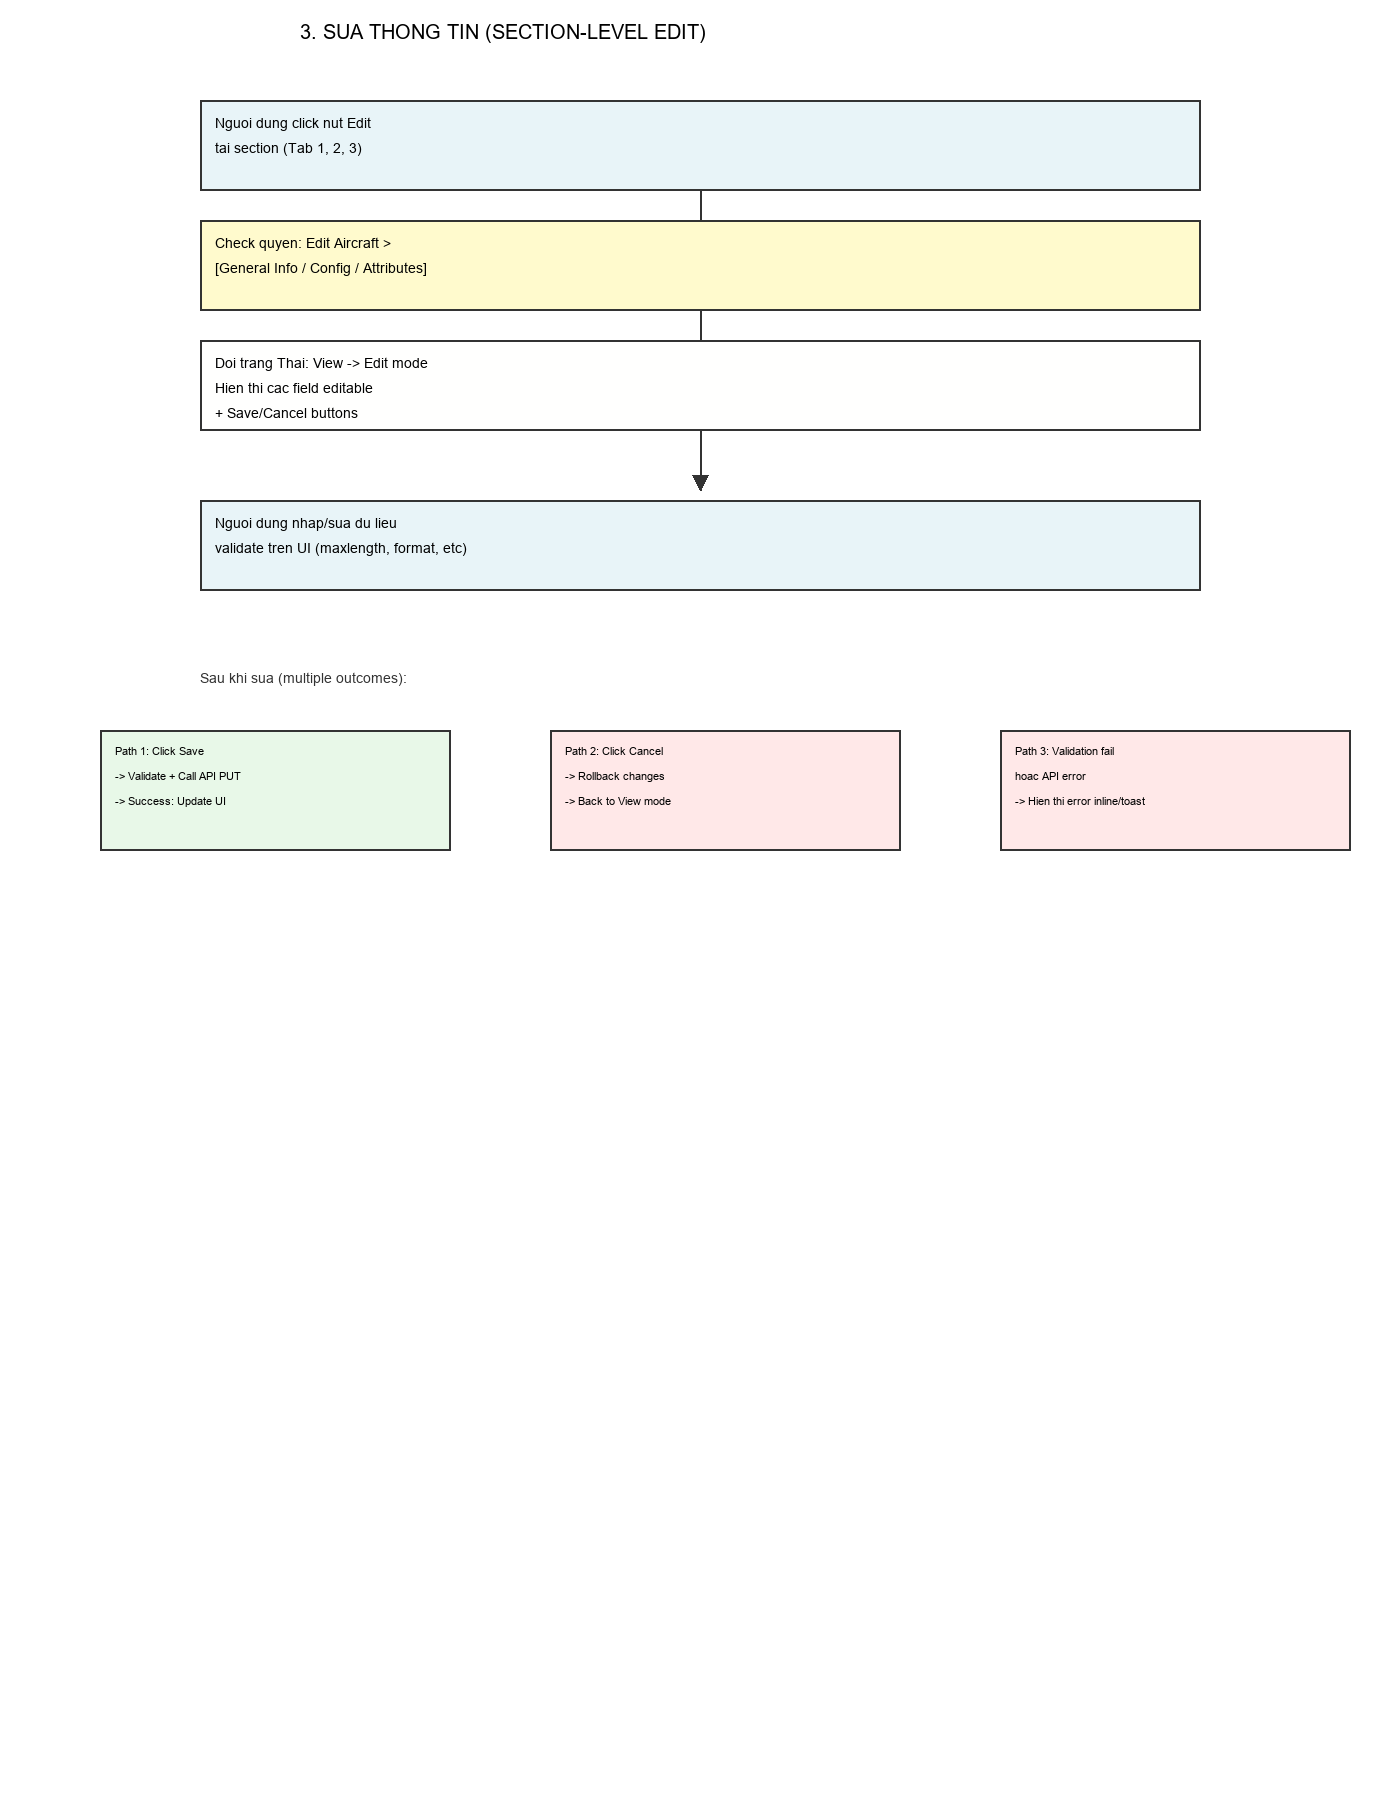 3. SUA THONG TIN (SECTION-LEVEL EDIT)
Nguoi dung click nut Edit
tai section (Tab 1, 2, 3)
Check quyen: Edit Aircraft >
[General Info / Config / Attributes]
Doi trang Thai: View -> Edit mode
Hien thi cac field editable
+ Save/Cancel buttons
Nguoi dung nhap/sua du lieu
validate tren UI (maxlength, format, etc)
Sau khi sua (multiple outcomes):
Path 1: Click Save
-> Validate + Call API PUT
-> Success: Update UI
Path 2: Click Cancel
-> Rollback changes
-> Back to View mode
Path 3: Validation fail
hoac API error
-> Hien thi error inline/toast